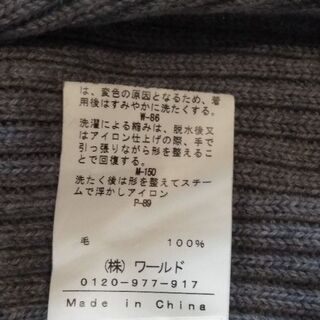 は、変色の原因となるため、着
用後はすみやかに洗たくする。
W-86
洗濯による縮みは、脱水後又
はアイロン仕上げの際、手で
引っ張りながら形を整えるこ
とで回復する。
M-150
洗たく後は形を整えてスチー
ムで浮かしアイロン
P-89
毛 100%
(株) ワールド
0120-977-917
Made in China